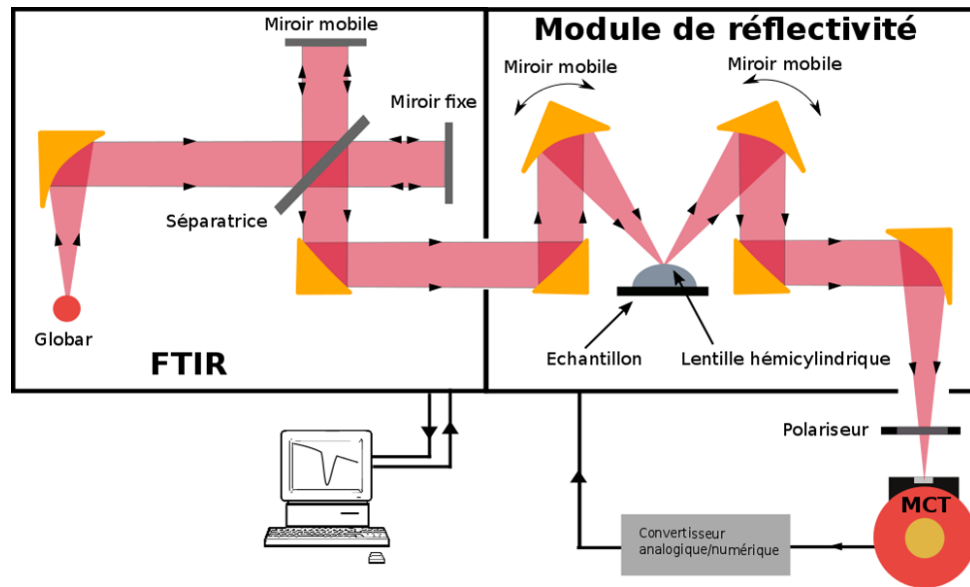 Miroir mobile
Miroir fixe
Séparatrice
Globar
FTIR
Module de réflectivité
Miroir mobile
Miroir mobile
Echantillon
Lentille hémicylindrique
Polariseur
MCT
Convertisseur
analogique/numérique